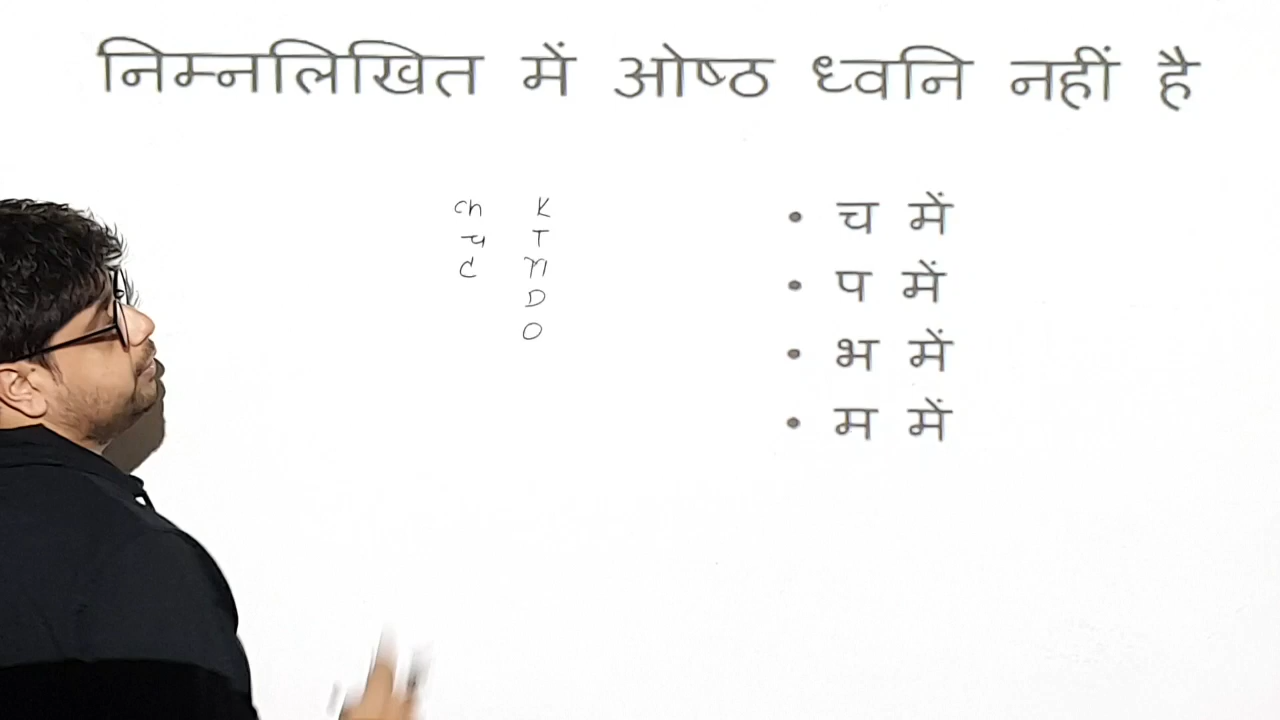 निम्नलिखित में ओष्ठ ध्वनि नहीं है
ch K
च T
C M
D
O
• च में
• प में
• भ में
• म में